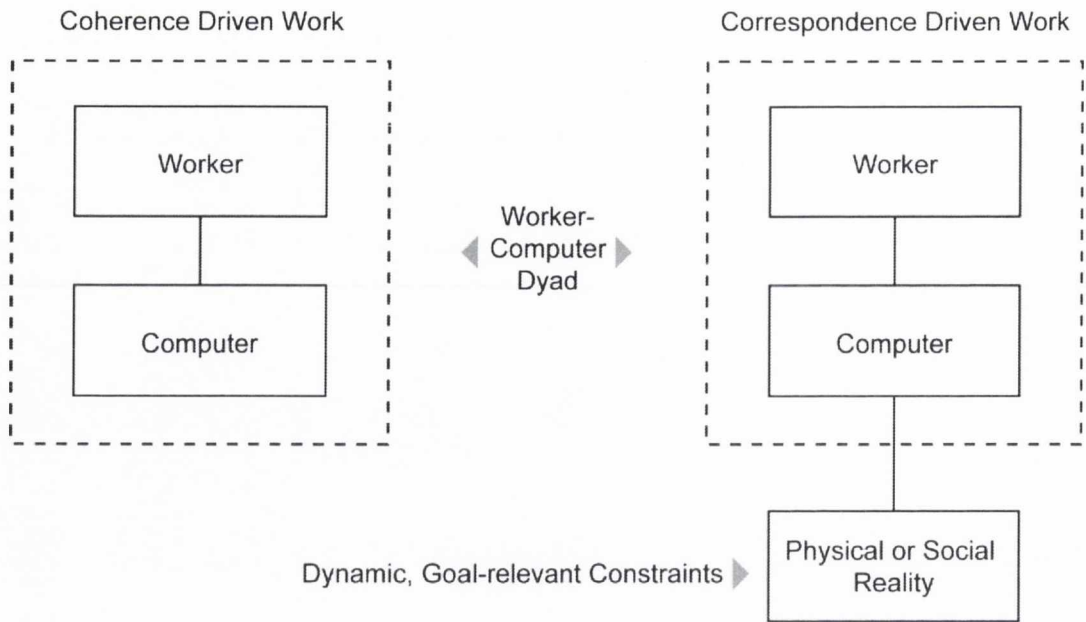 Coherence Driven Work
Correspondence Driven Work
Worker
Worker
Worker-
Computer
Dyad
Computer
Computer
Physical or Social
Reality
Dynamic, Goal-relevant Constraints